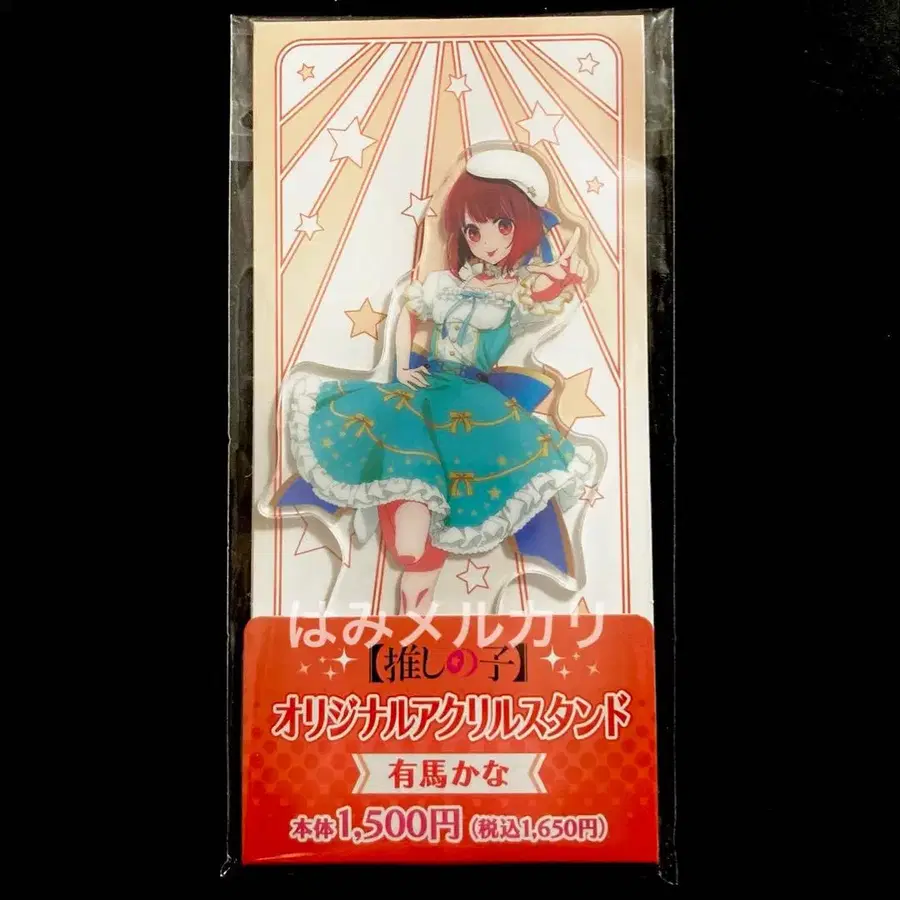 はみメルカリ
【推しの子】
オリジナルアクリルスタンド
有馬かな
本体1,500円(税込1,650円)